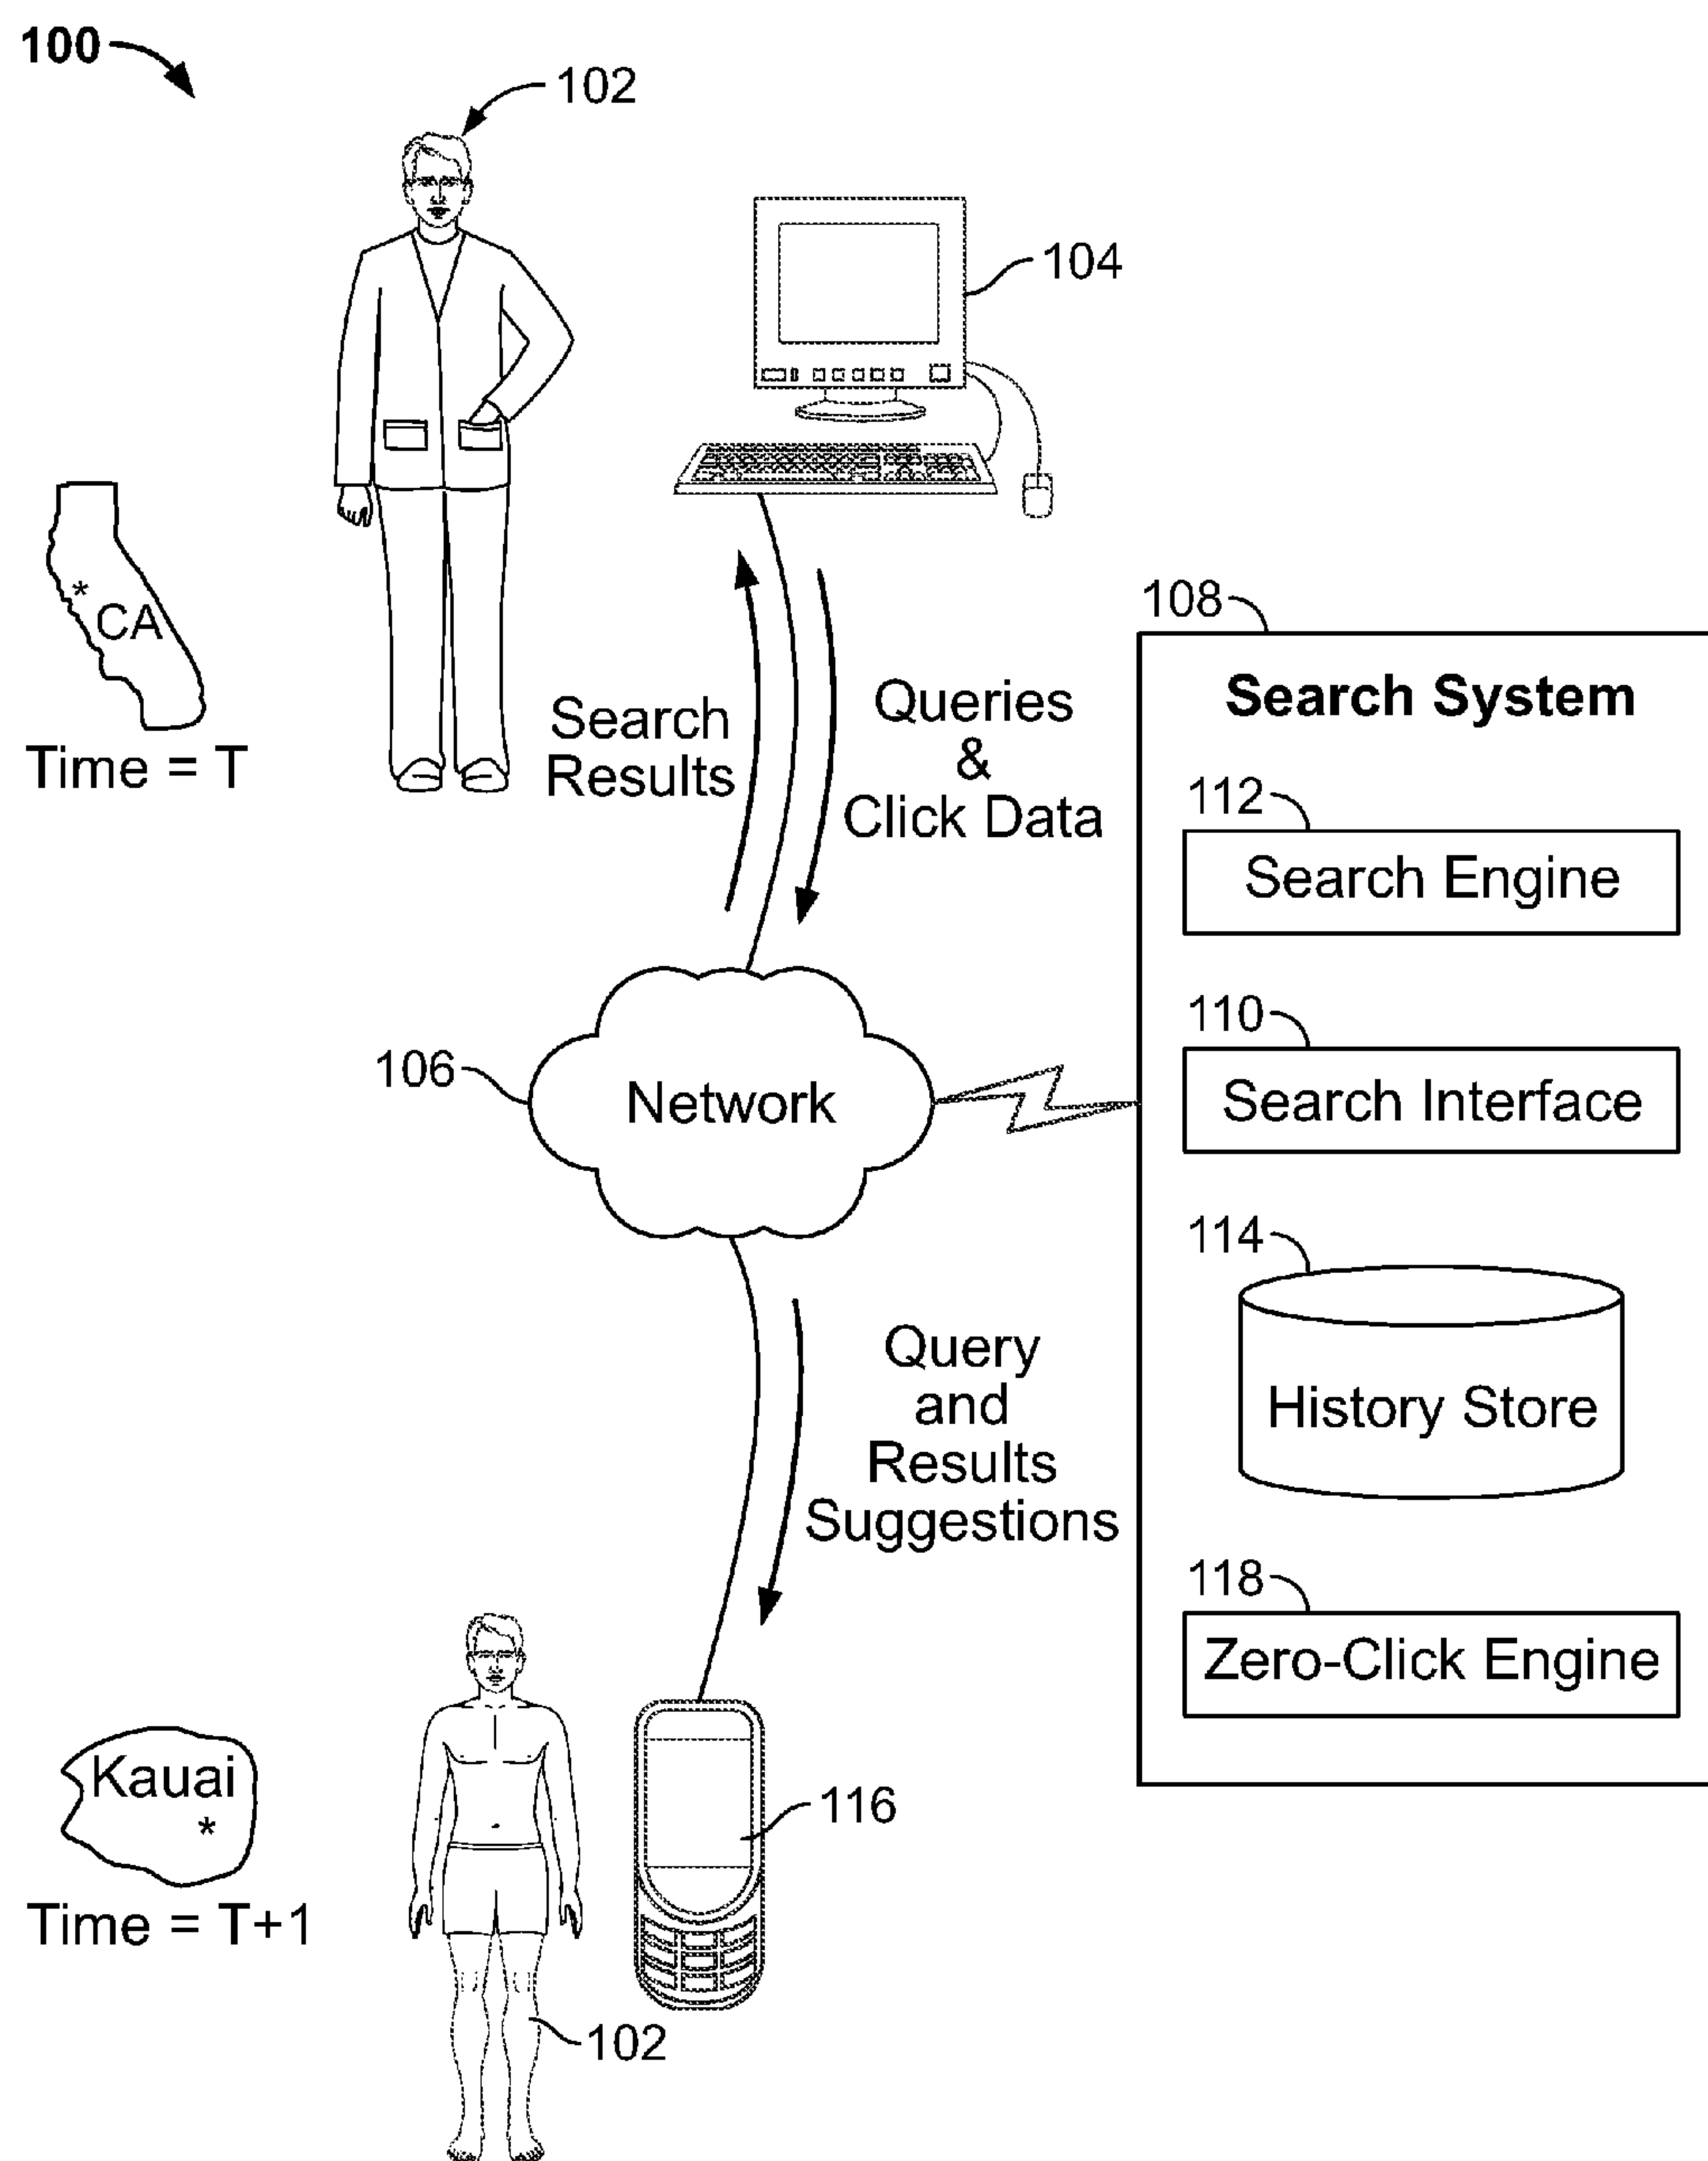 100
102
104
*
CA
Time = T
Search
Results
Queries
&
Click Data
108
Search System
112
Search Engine
110
Search Interface
106
Network
114
History Store
Query
and
Results
Suggestions
118
Zero-Click Engine
Kauai
*
Time = T+1
116
102